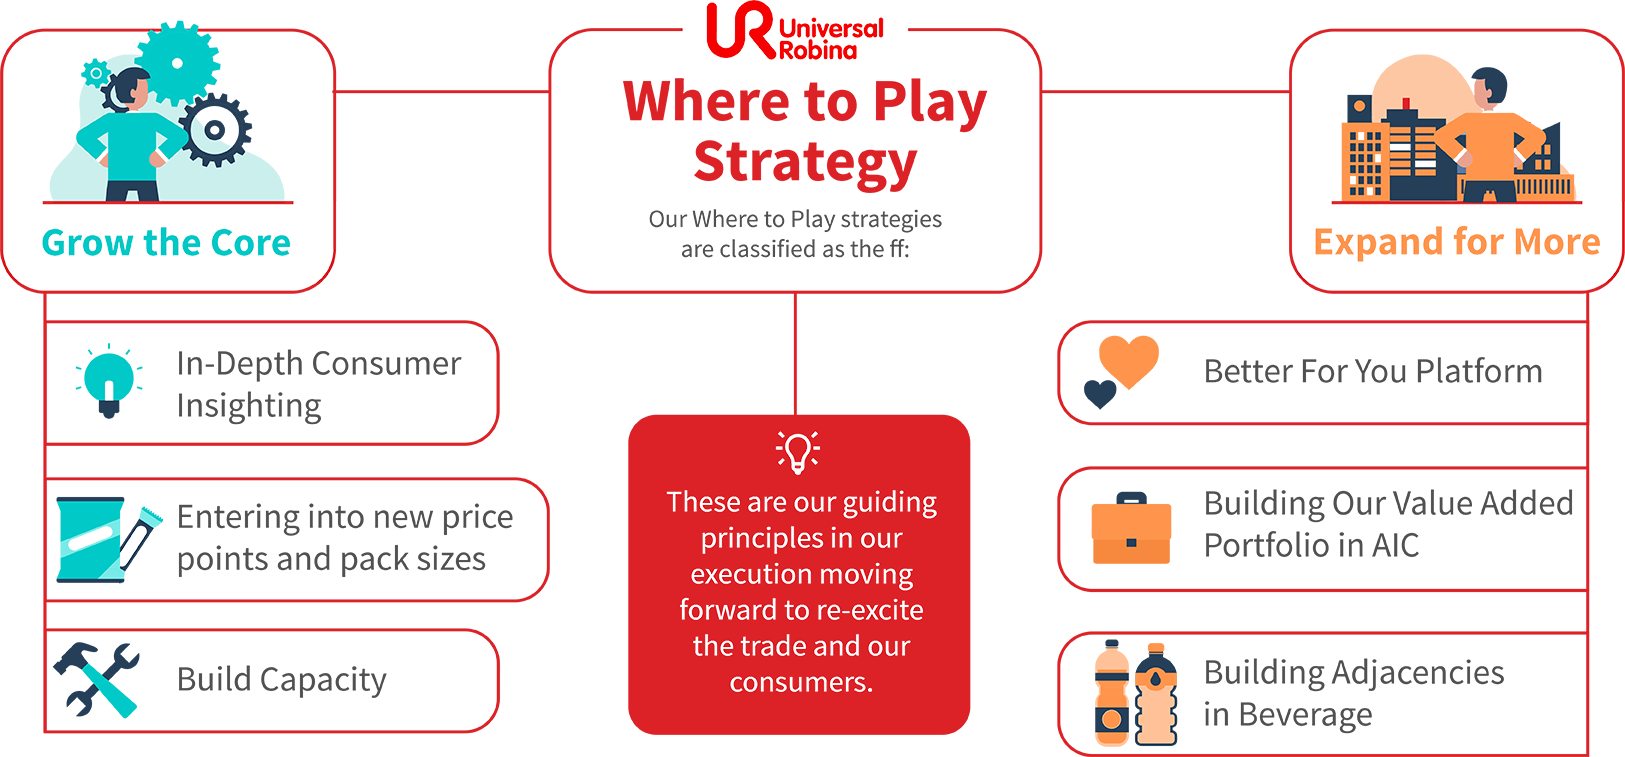 UR Universal
Robina
Where to Play
Strategy
Our Where to Play strategies
are classified as the ff:
Grow the Core
In-Depth Consumer
Insighting
Entering into new price
points and pack sizes
Build Capacity
These are our guiding
principles in our
execution moving
forward to re-excite
the trade and our
consumers.
Expand for More
Better For You Platform
Building Our Value Added
Portfolio in AIC
Building Adjacencies
in Beverage